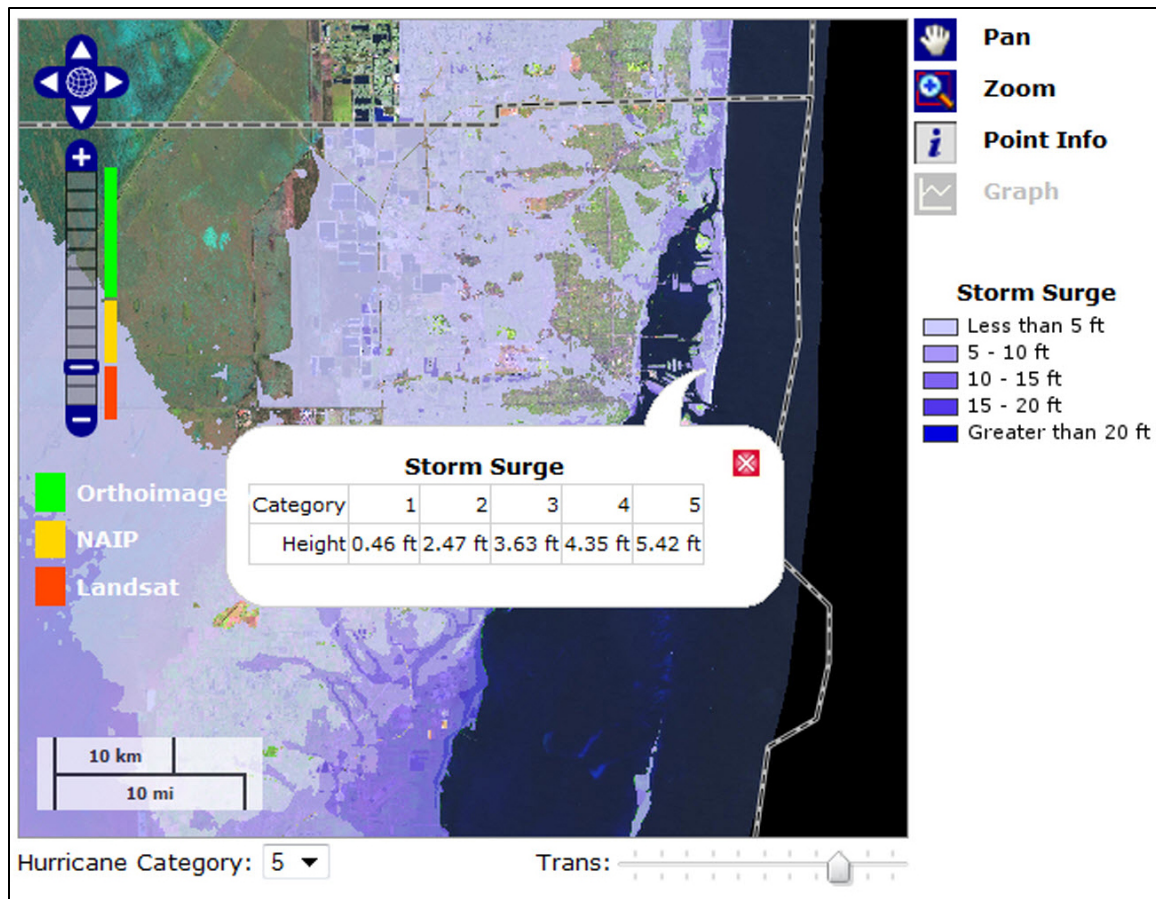 Pan
Zoom
Point Info
Graph
Storm Surge
Less than 5 ft
5 - 10 ft
10 - 15 ft
15 - 20 ft
Greater than 20 ft
Storm Surge
Category 1 2 3 4 5
Height 0.46 ft 2.47 ft 3.63 ft 4.35 ft 5.42 ft
Orthoimage
NAIP
Landsat
10 km
10 mi
Hurricane Category: 5
Trans: